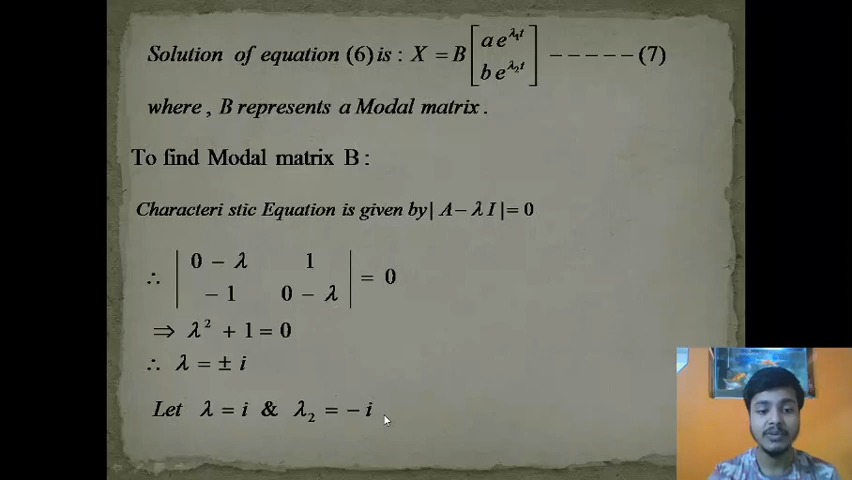 Solution of equation (6) is : X = B [ a e^{λ₁t} ; b e^{λ₂t} ] − − − − − (7)
where , B represents a Modal matrix .
To find Modal matrix B :
Characteri stic Equation is given by | A − λ I | = 0
∴ | 0 − λ 1 ; − 1 0 − λ | = 0
⇒ λ² + 1 = 0
∴ λ = ± i
Let λ = i & λ₂ = − i